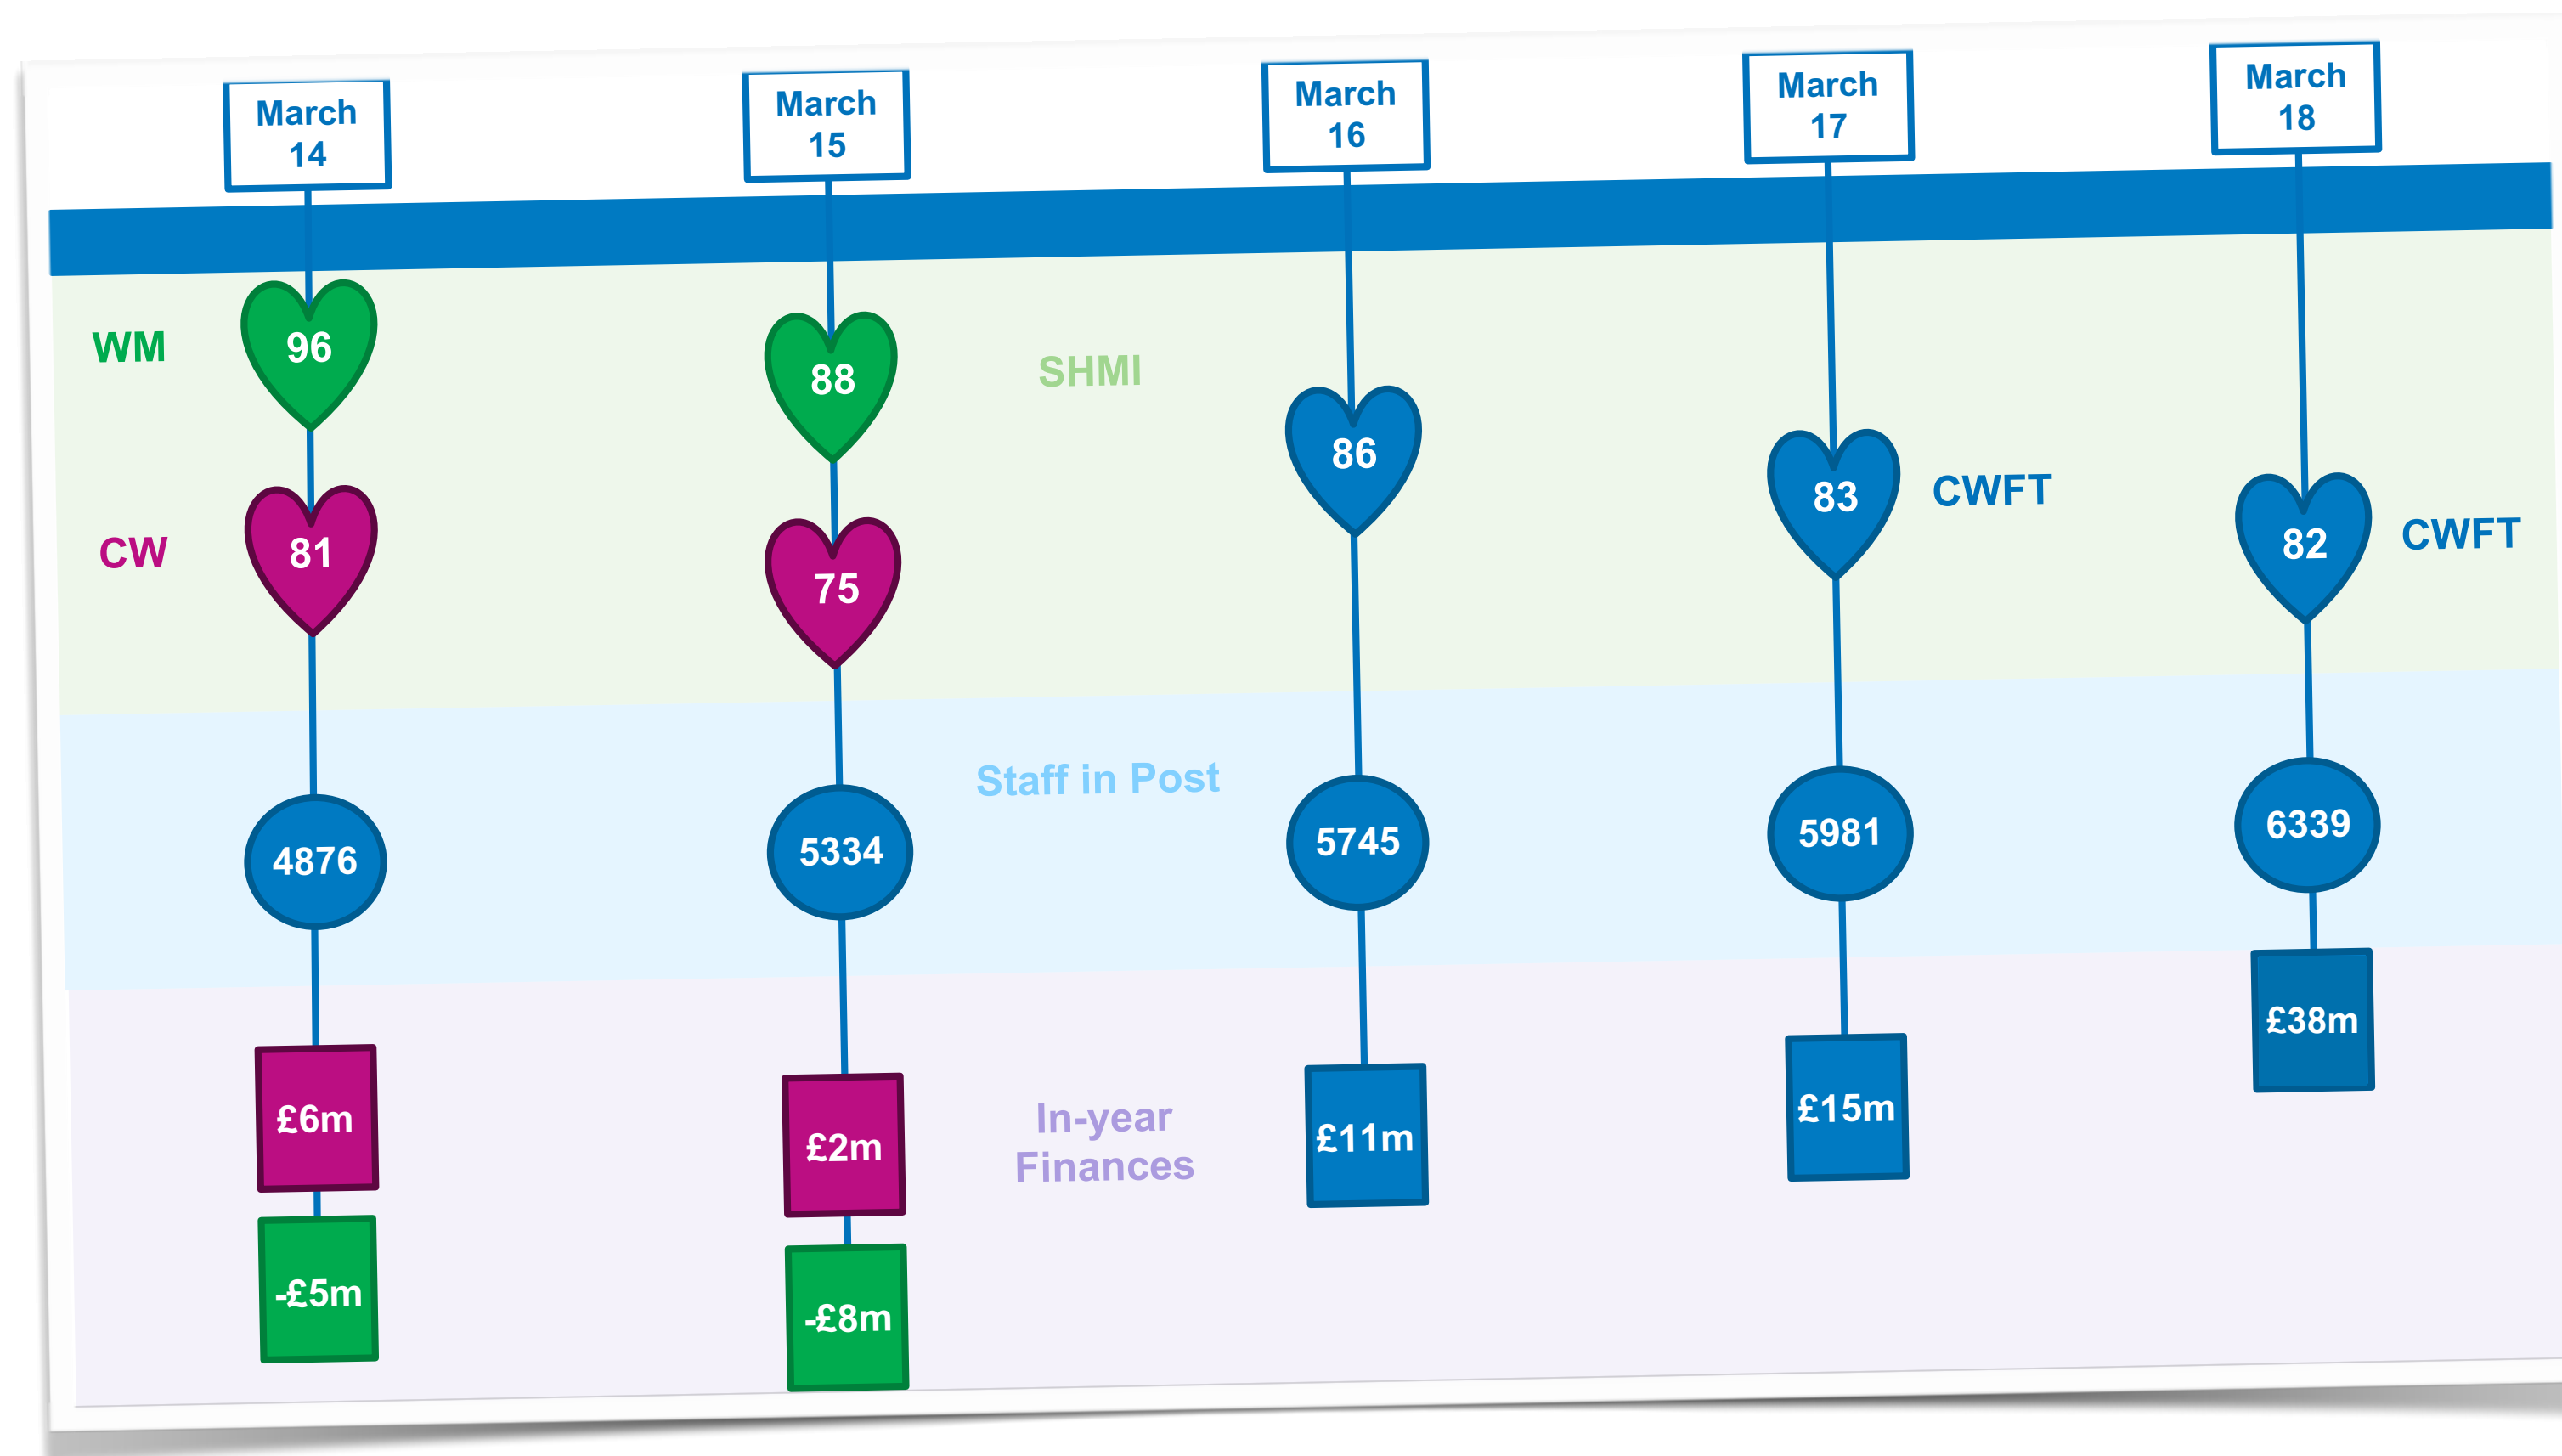 March
14
March
15
March
16
March
17
March
18
WM
96
88
SHMI
86
83
CWFT
82
CWFT
CW
81
75
Staff in Post
4876
5334
5745
5981
6339
£6m
£2m
In-year
Finances
£11m
£15m
£38m
-£5m
-£8m